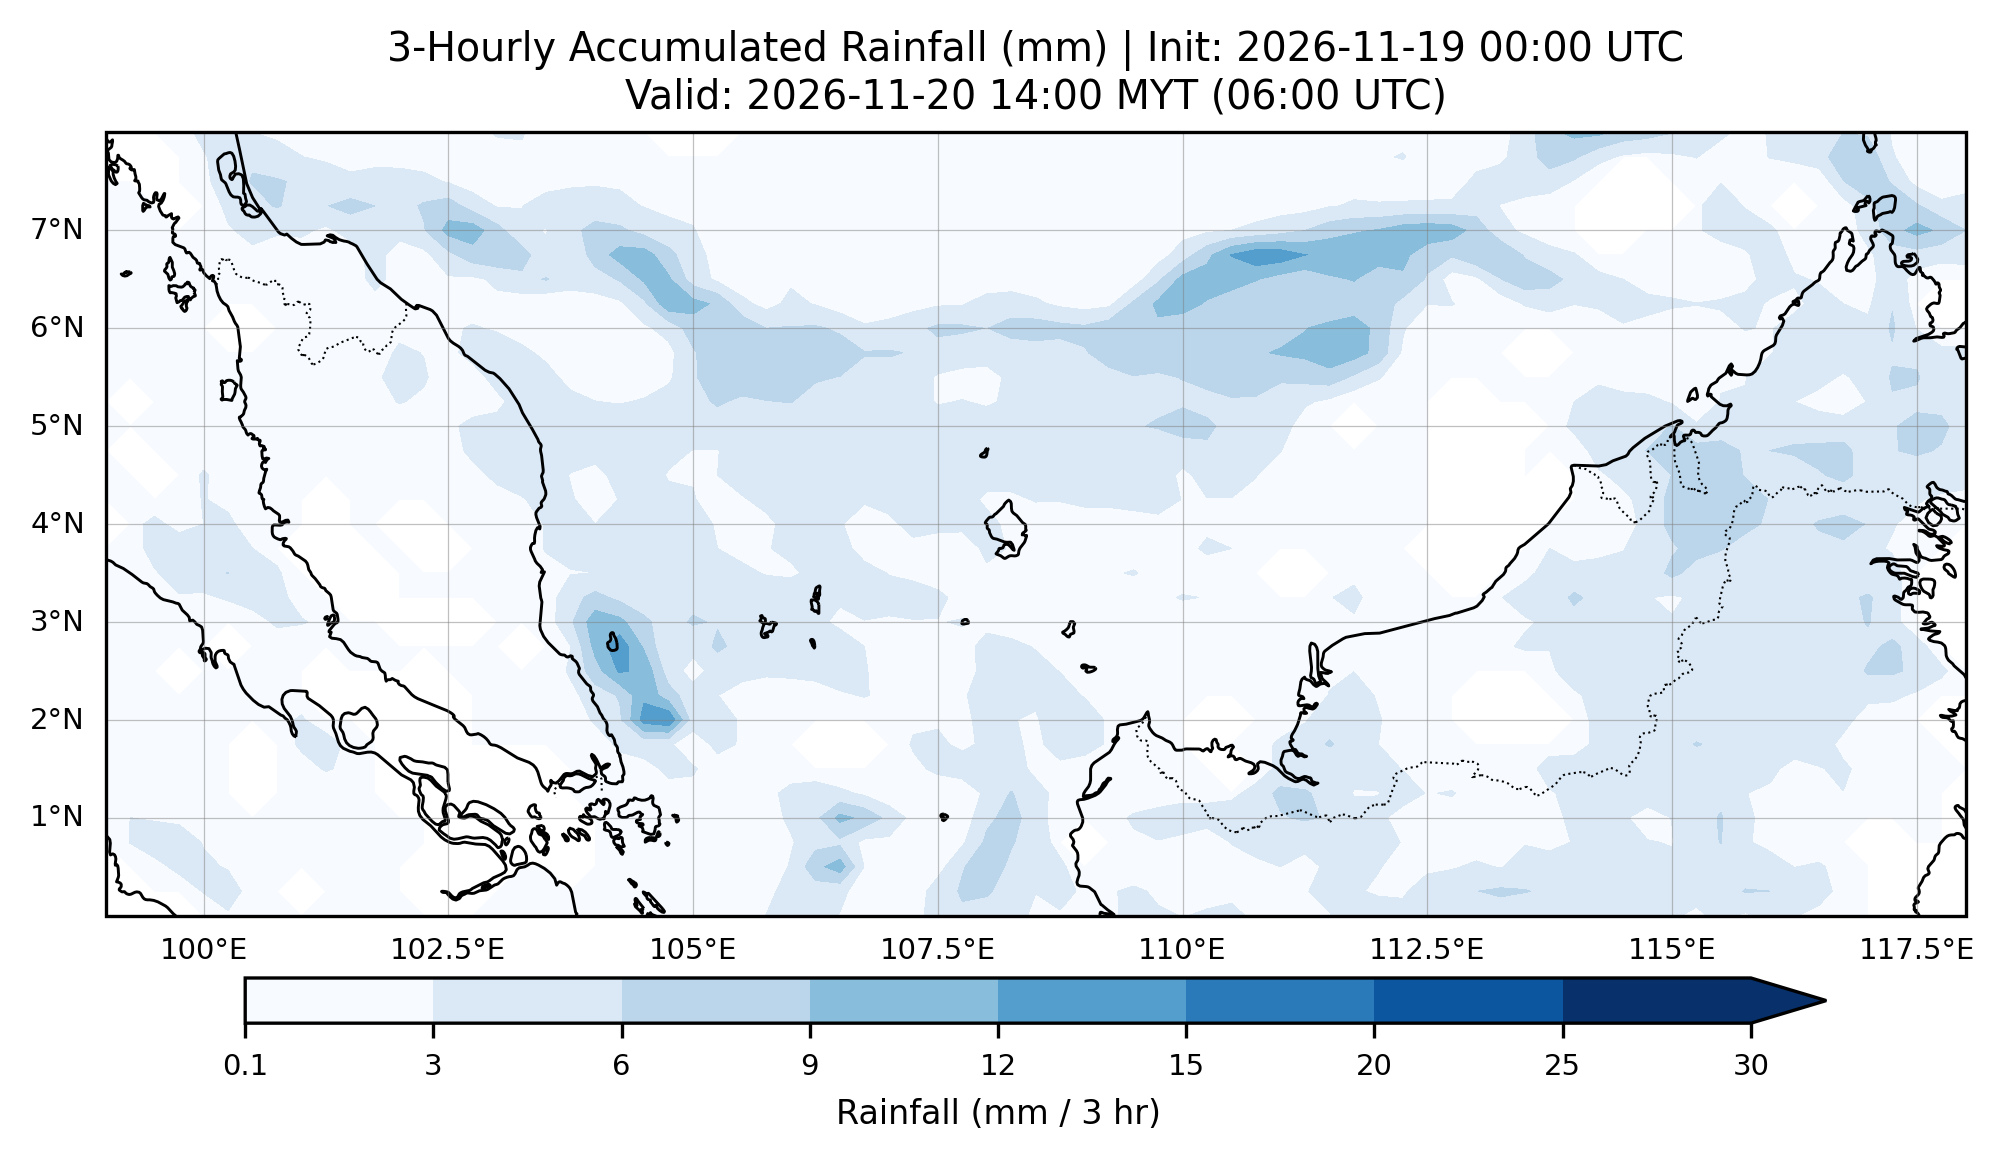 3-Hourly Accumulated Rainfall (mm) | Init: 2026-11-19 00:00 UTC
Valid: 2026-11-20 14:00 MYT (06:00 UTC)
7°N
6°N
5°N
4°N
3°N
2°N
1°N
100°E 102.5°E 105°E 107.5°E 110°E 112.5°E 115°E 117.5°E
0.1 3 6 9 12 15 20 25 30
Rainfall (mm / 3 hr)